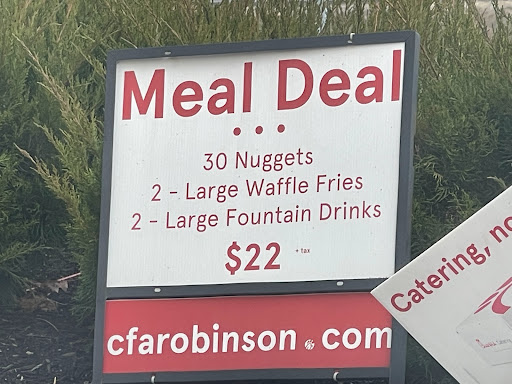 Meal Deal
30 Nuggets
2 - Large Waffle Fries
2 - Large Fountain Drinks
$22 + tax
cfarobinson.com
Catering,